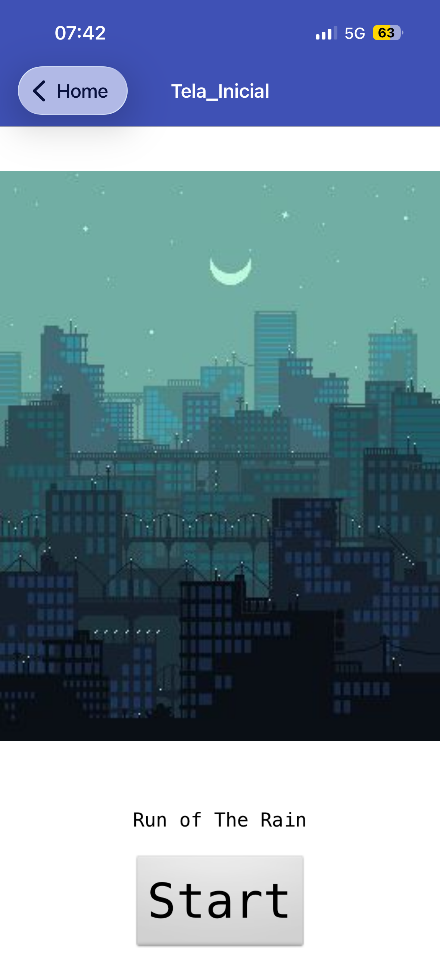 07:42
5G 63
Home
Tela_Inicial
Run of The Rain
Start